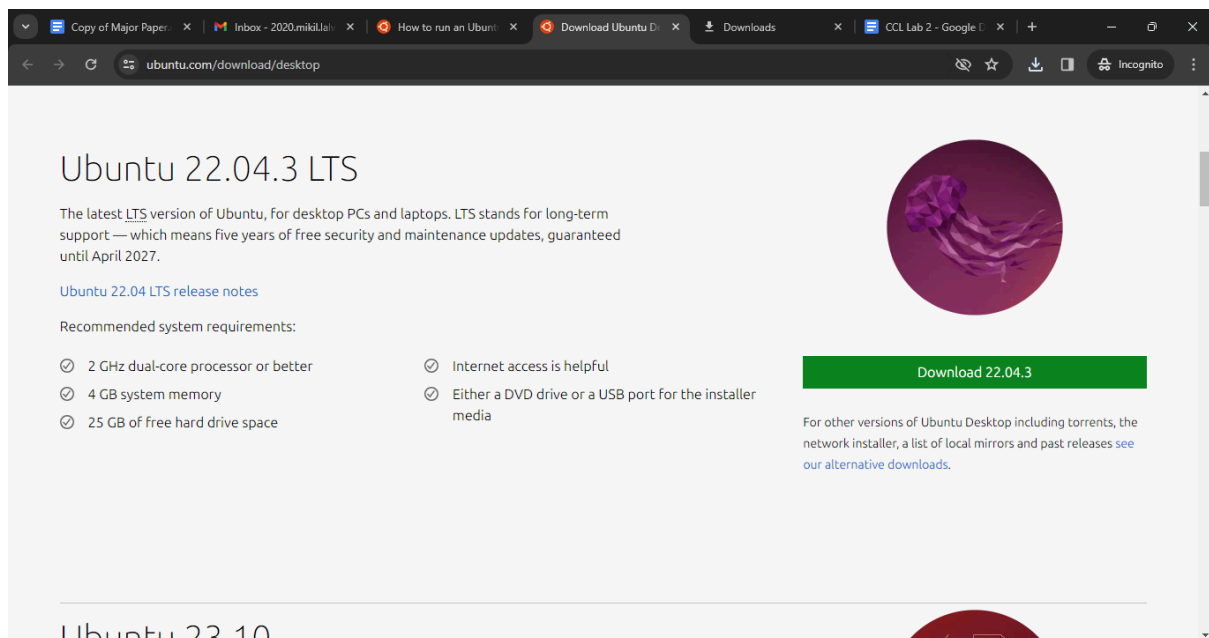 Copy of Major Paper.
Inbox - 2020.mikil.lalw
How to run an Ubunt
Download Ubuntu De
Downloads
CCL Lab 2 - Google D
ubuntu.com/download/desktop
Incognito
Ubuntu 22.04.3 LTS
The latest LTS version of Ubuntu, for desktop PCs and laptops. LTS stands for long-term
support — which means five years of free security and maintenance updates, guaranteed
until April 2027.
Ubuntu 22.04 LTS release notes
Recommended system requirements:
2 GHz dual-core processor or better
4 GB system memory
25 GB of free hard drive space
Internet access is helpful
Either a DVD drive or a USB port for the installer
media
Download 22.04.3
For other versions of Ubuntu Desktop including torrents, the
network installer, a list of local mirrors and past releases see
our alternative downloads.
Ubuntu 23.10